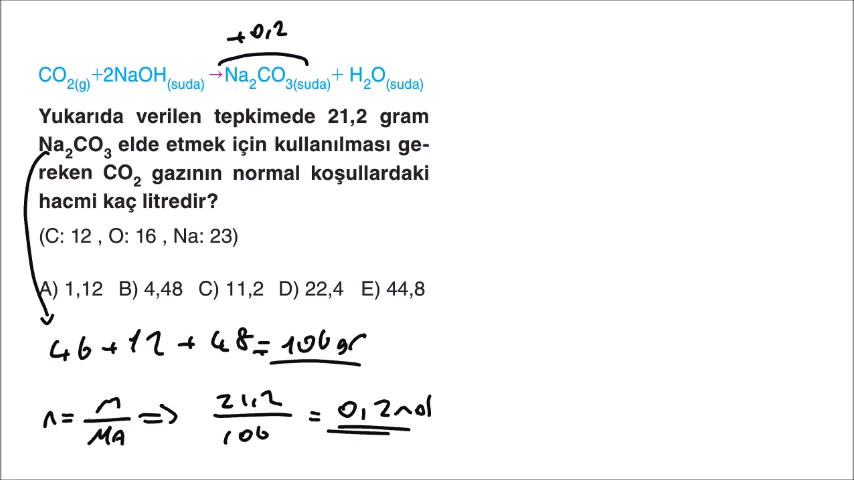 +0,2
CO2(g)+2NaOH(suda) →Na2CO3(suda)+ H2O(suda)
Yukarıda verilen tepkimede 21,2 gram
Na2CO3 elde etmek için kullanılması ge-
reken CO2 gazının normal koşullardaki
hacmi kaç litredir?
(C: 12 , O: 16 , Na: 23)
A) 1,12 B) 4,48 C) 11,2 D) 22,4 E) 44,8
46 + 12 + 48 = 106 gr
n = m/MA => 21,2/106 = 0,2 mol